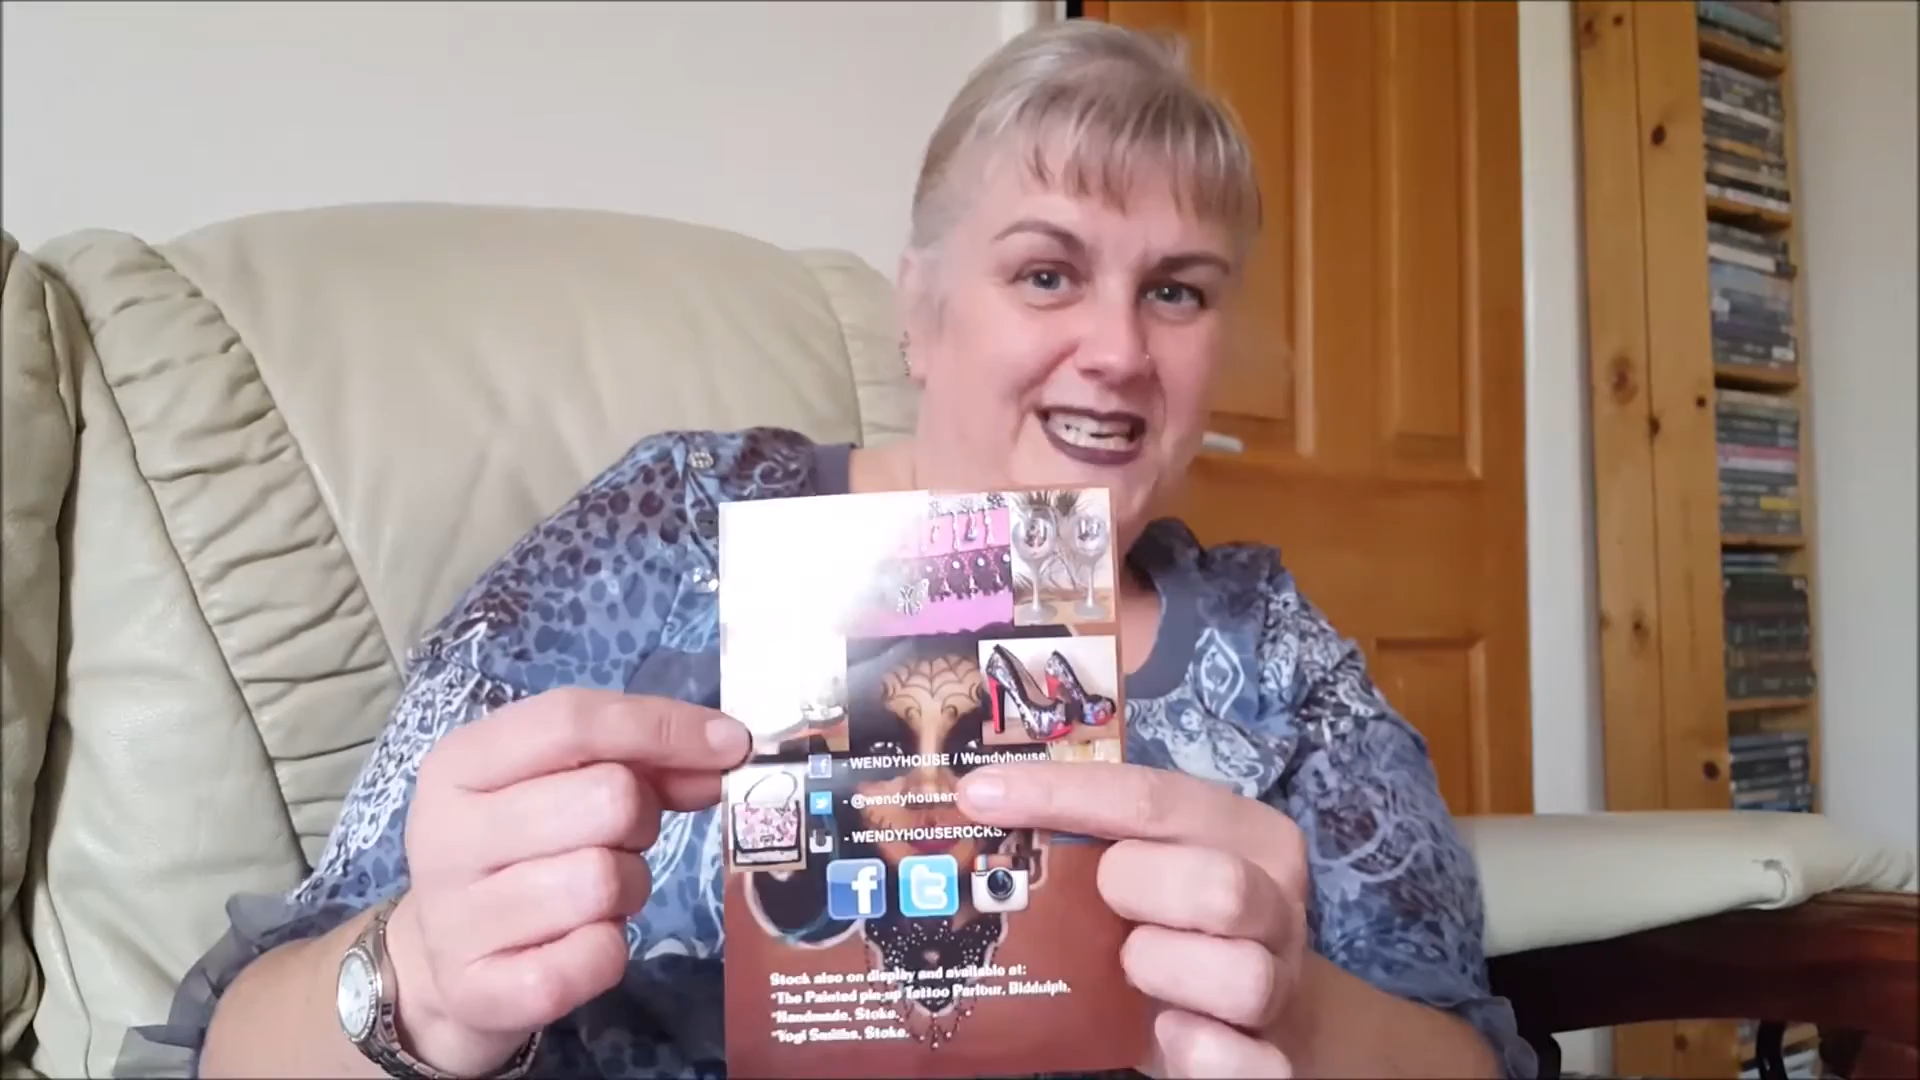 - WENDYHOUSE / Wendyhouse
- @wendyhousero
- WENDYHOUSEROCKS.
Stock also on display and available at:
*The Painted pin-up Tattoo Parlour, Biddulph.
*Handmade, Stoke.
*Yogi Smiths, Stoke.